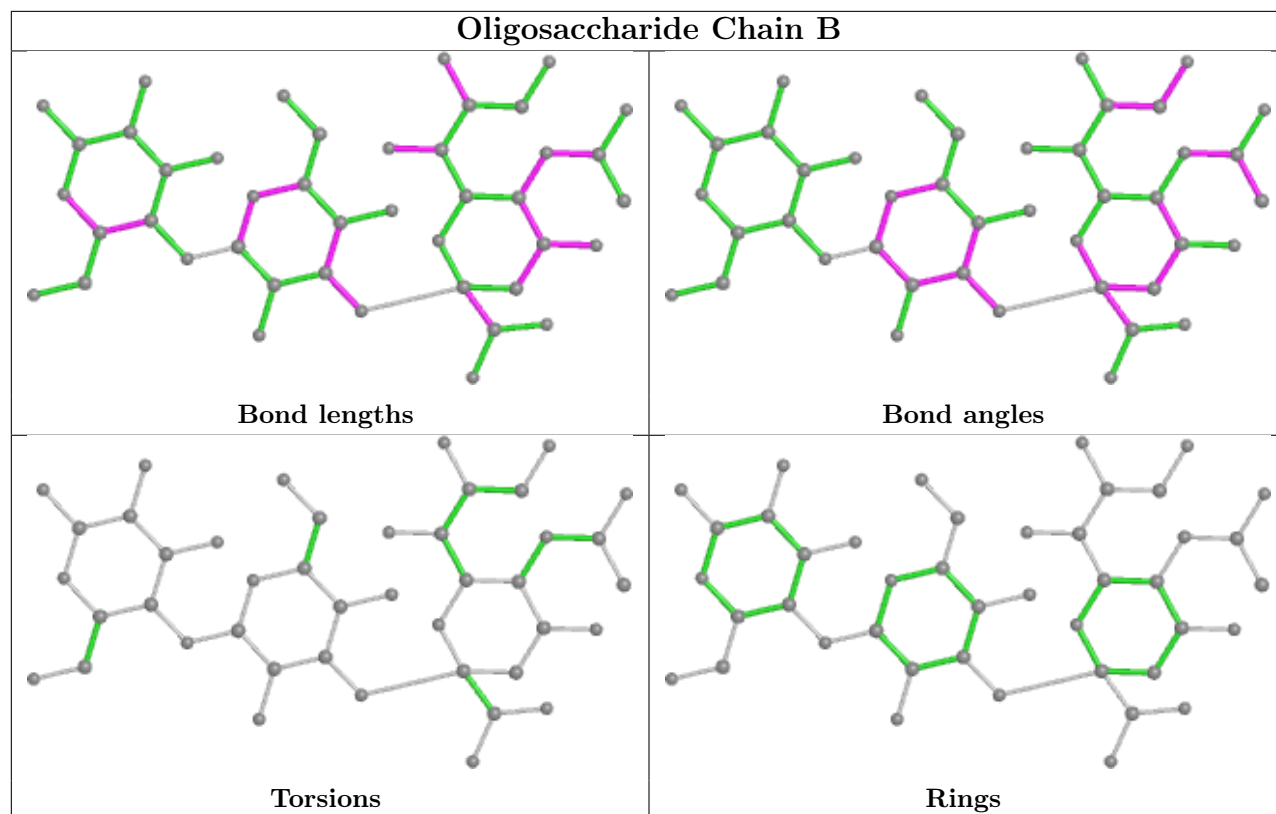 Oligosaccharide Chain B
Bond lengths
Bond angles
Torsions
Rings